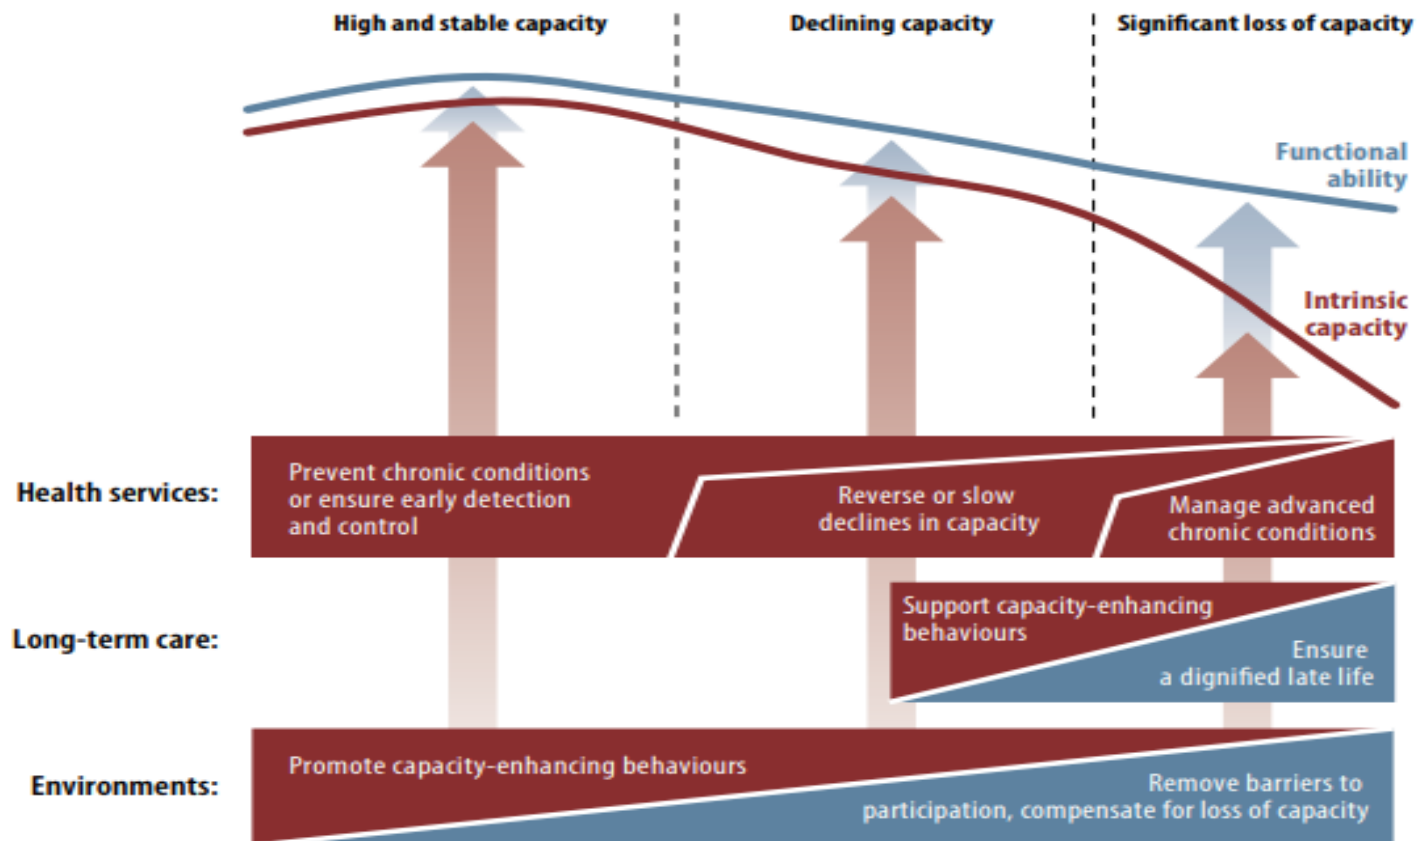 High and stable capacity
Declining capacity
Significant loss of capacity
Functional
ability
Intrinsic
capacity
Health services:
Prevent chronic conditions
or ensure early detection
and control
Reverse or slow
declines in capacity
Manage advanced
chronic conditions
Long-term care:
Support capacity-enhancing
behaviours
Ensure
a dignified late life
Environments:
Promote capacity-enhancing behaviours
Remove barriers to
participation, compensate for loss of capacity